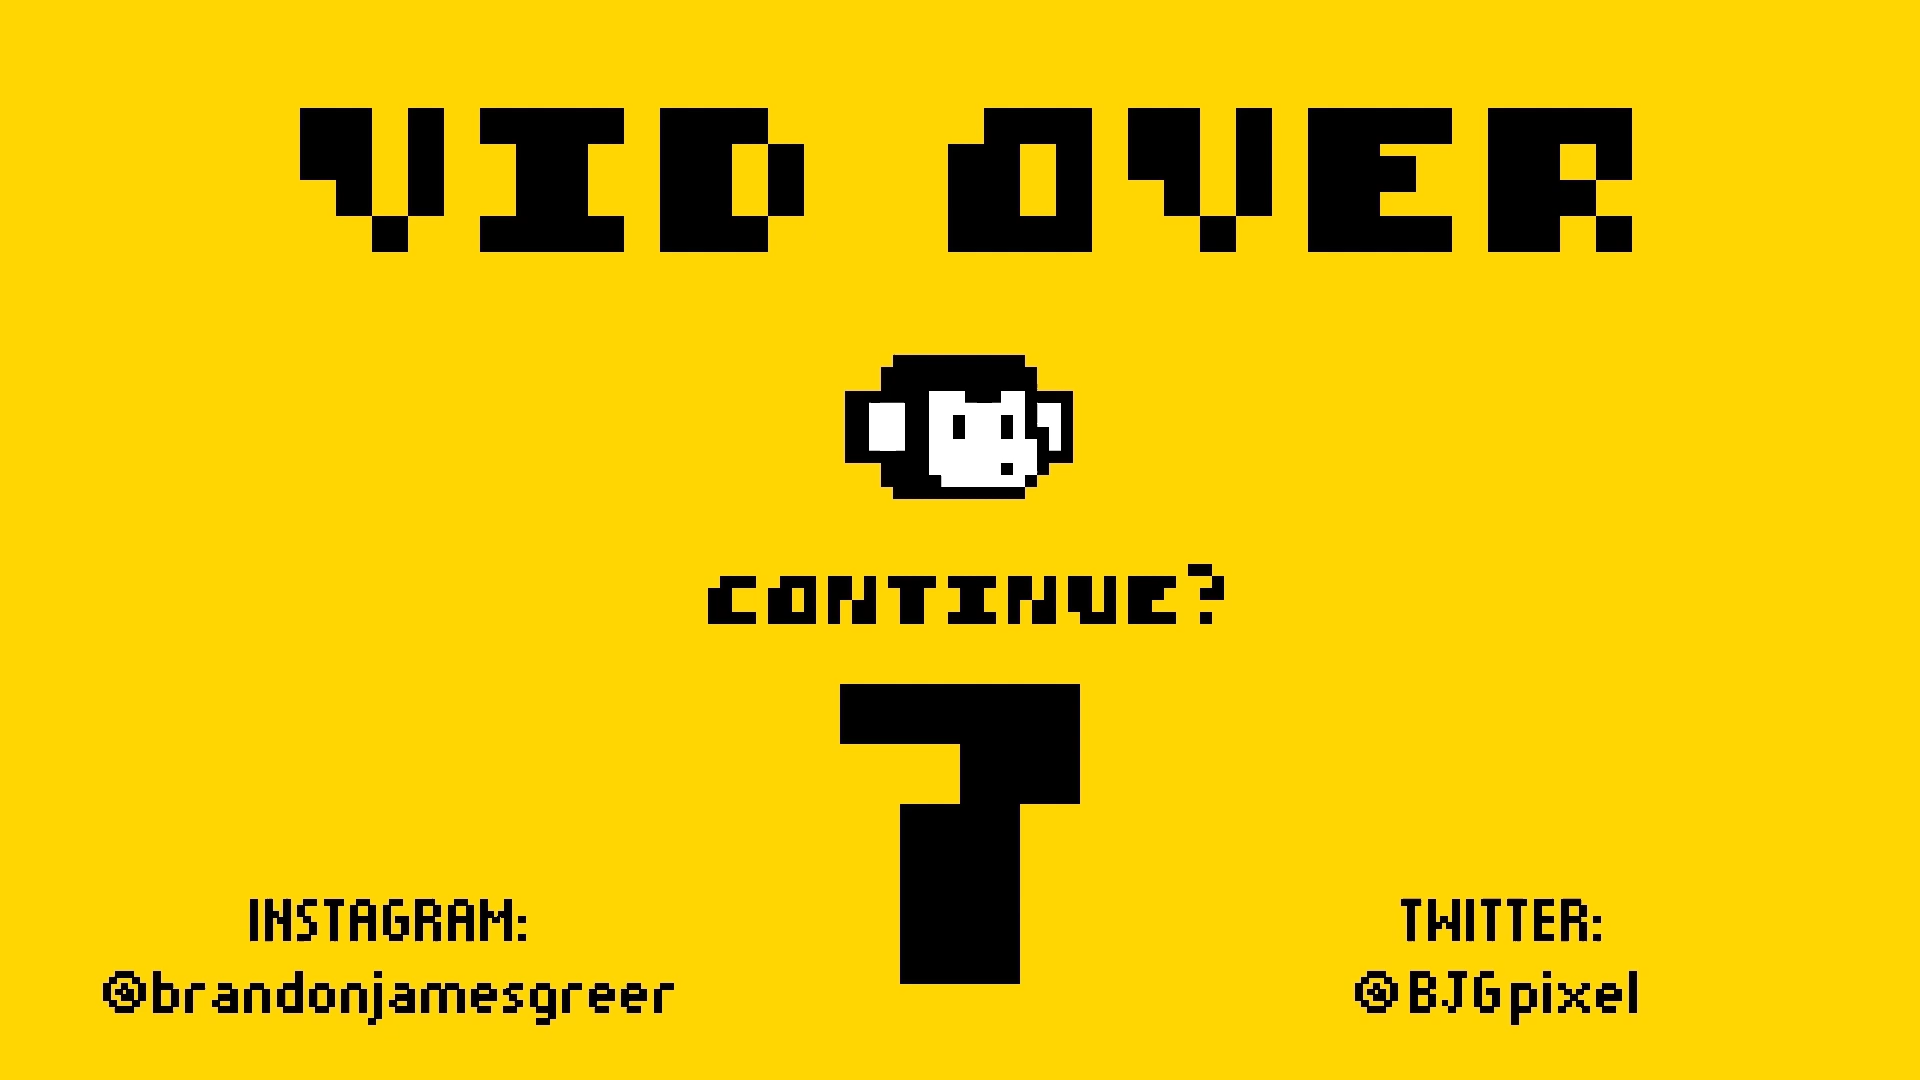 VID OVER
CONTINUE?
7
INSTAGRAM:
@brandonjamesgreer
TWITTER:
@BJGpixel